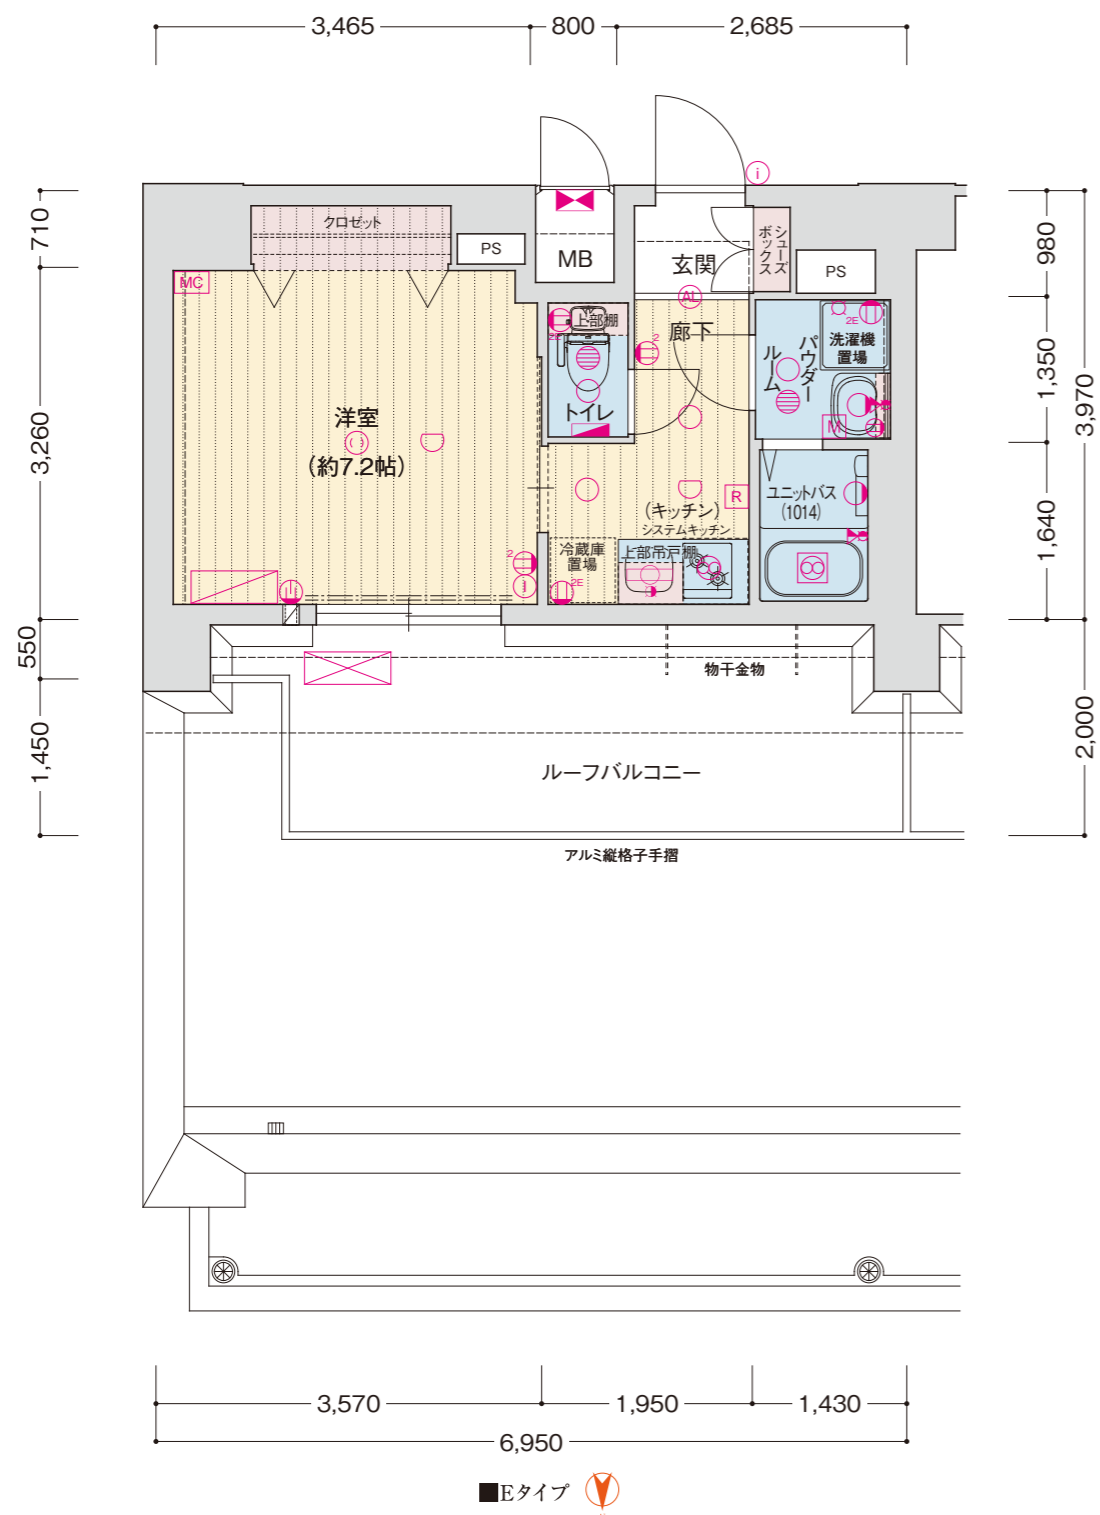 3,465
800
2,685
710
3,260
550
1,450
980
1,350
1,640
3,970
2,000
クロゼット
PS
MB
i
玄関
シューズ
ボックス
PS
MC
AL
上部棚
2E
廊下
2
2E
洗濯機
置場
パウダー
ルーム
トイレ
M
洋室
(約7.2帖)
R
(キッチン)
システムキッチン
ユニットバス
(1014)
冷蔵庫
置場
上部吊戸棚
2
2E
物干金物
ルーフバルコニー
アルミ縦格子手摺
3,570
1,950
1,430
6,950
■Eタイプ